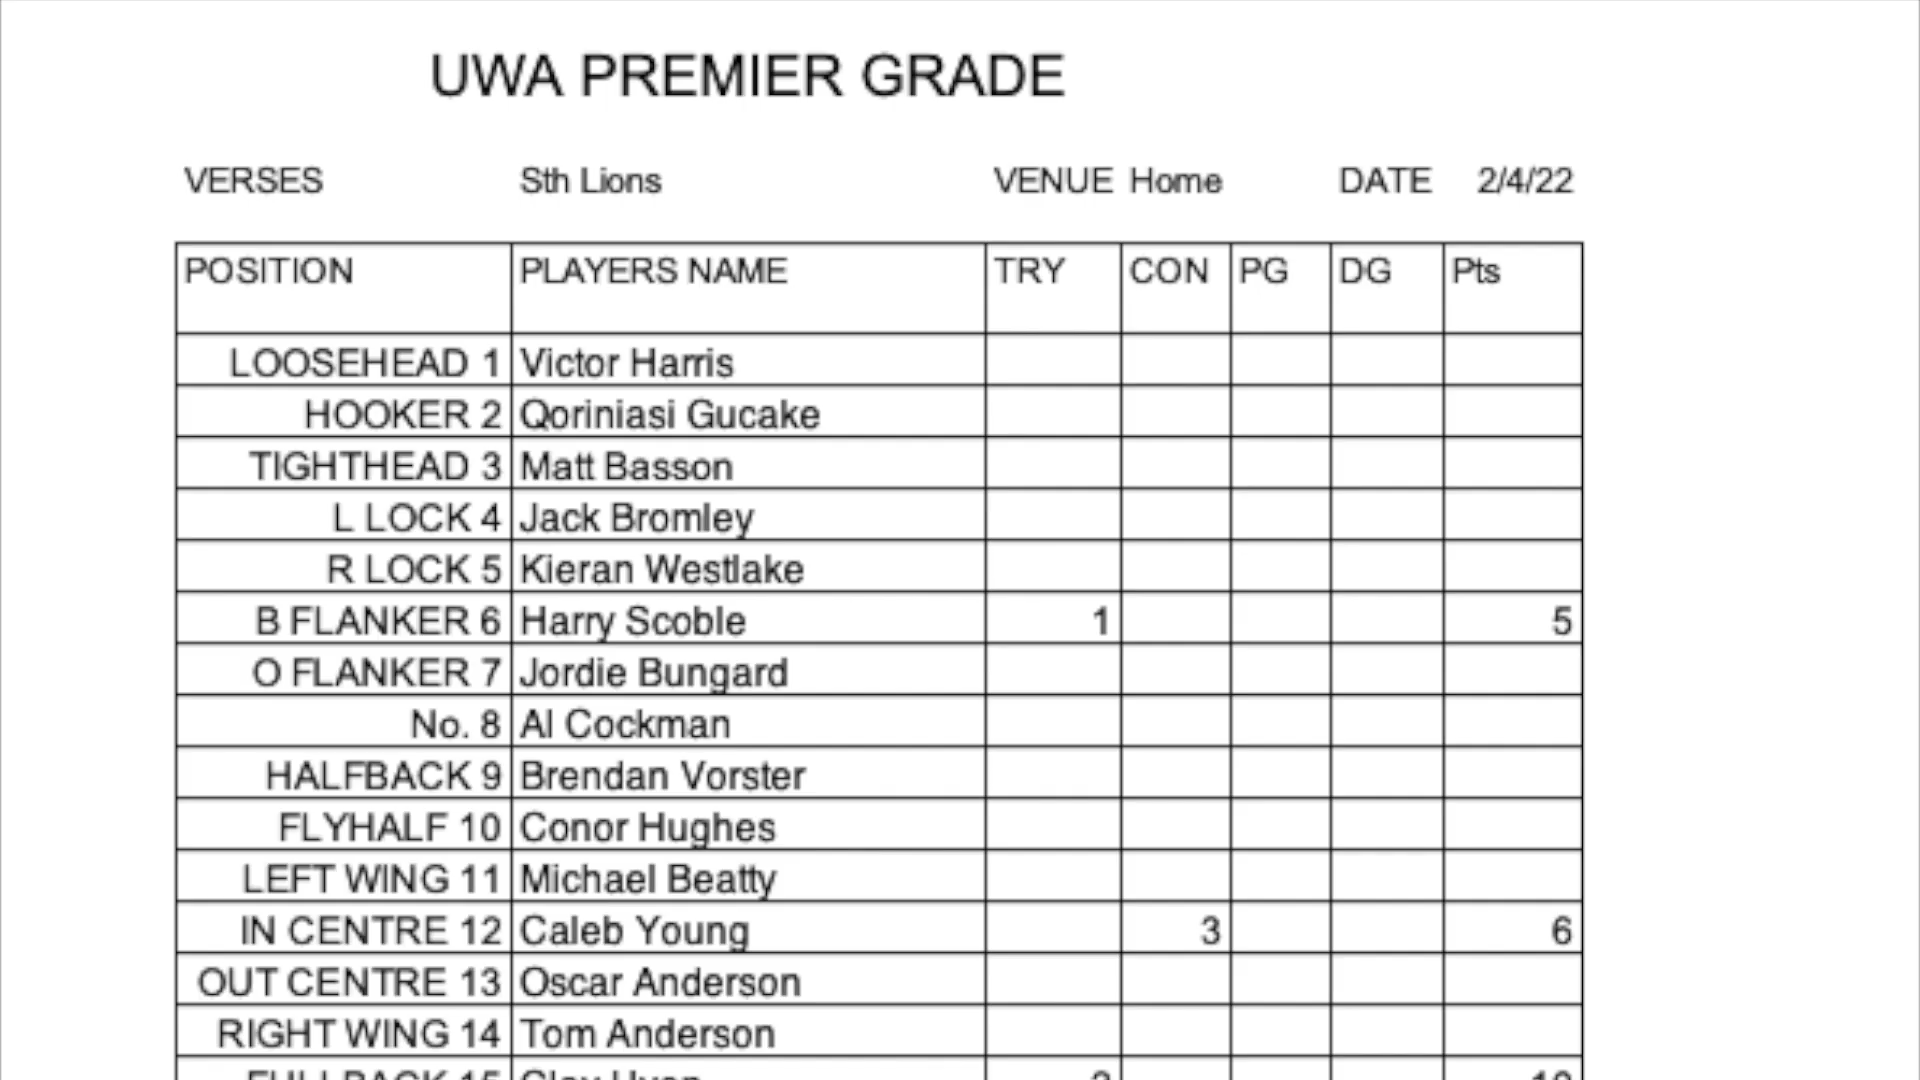 UWA PREMIER GRADE
VERSES Sth Lions VENUE Home DATE 2/4/22
POSITION PLAYERS NAME TRY CON PG DG Pts
LOOSEHEAD 1 Victor Harris
HOOKER 2 Qoriniasi Gucake
TIGHTHEAD 3 Matt Basson
L LOCK 4 Jack Bromley
R LOCK 5 Kieran Westlake
B FLANKER 6 Harry Scoble 1 5
O FLANKER 7 Jordie Bungard
No. 8 Al Cockman
HALFBACK 9 Brendan Vorster
FLYHALF 10 Conor Hughes
LEFT WING 11 Michael Beatty
IN CENTRE 12 Caleb Young 3 6
OUT CENTRE 13 Oscar Anderson
RIGHT WING 14 Tom Anderson
FULLBACK 15